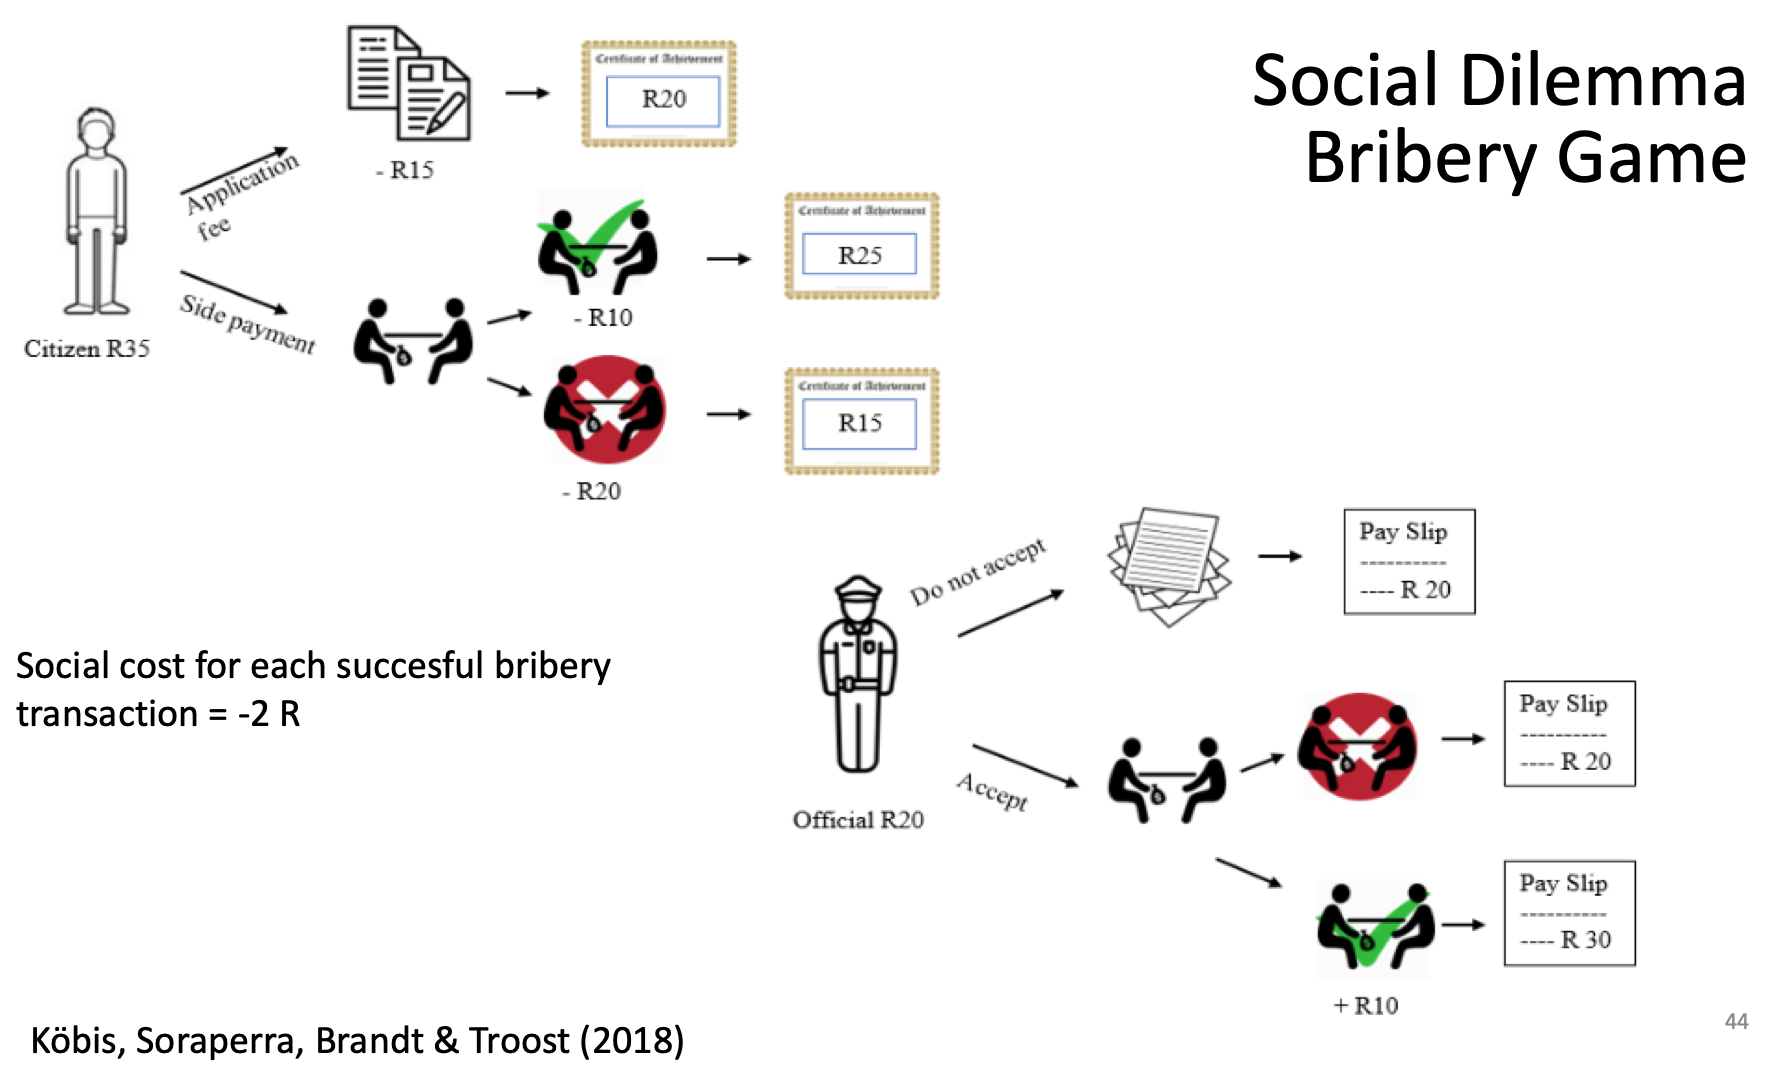 Social Dilemma
Bribery Game
Certificate of Achievement
R20
- R15
Application
fee
Certificate of Achievement
R25
Side payment
- R10
Citizen R35
Certificate of Achievement
R15
- R20
Do not accept
Pay Slip
----------
---- R 20
Social cost for each succesful bribery
transaction = -2 R
Pay Slip
----------
---- R 20
Accept
Official R20
Pay Slip
----------
---- R 30
+ R10
Köbis, Soraperra, Brandt & Troost (2018)
44